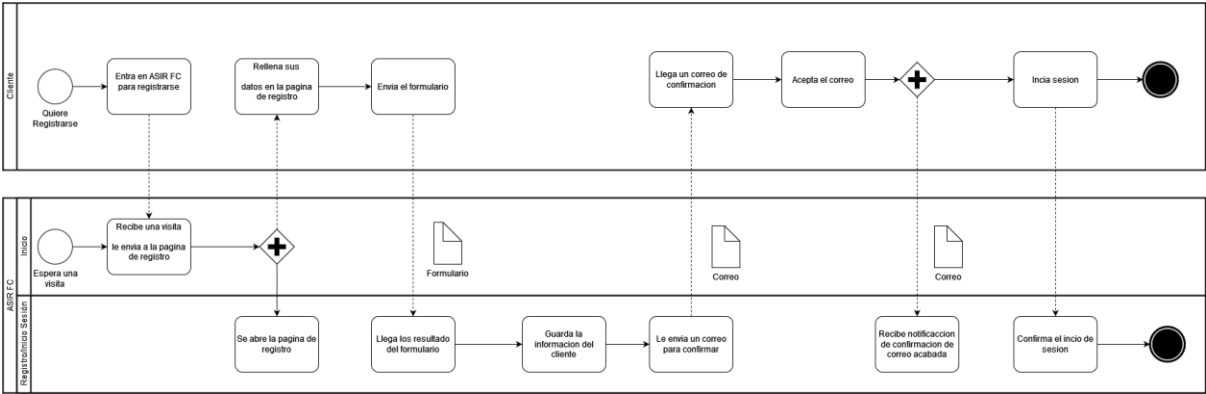 Cliente
Quiere
Registrarse
Entra en ASIR FC
para registrarse
Rellena sus
datos en la pagina
de registro
Envia el formulario
Llega un correo de
confirmacion
Acepta el correo
Incia sesion
ASIR FC
Inicio
Espera una
visita
Recibe una visita
le envia a la pagina
de registro
Formulario
Correo
Correo
Registro/Inicio Sesión
Se abre la pagina de
registro
Llega los resultado
del formulario
Guarda la
informacion del
cliente
Le envia un correo
para confirmar
Recibe notificaccion
de confirmacion de
correo acabada
Confirma el incio de
sesion